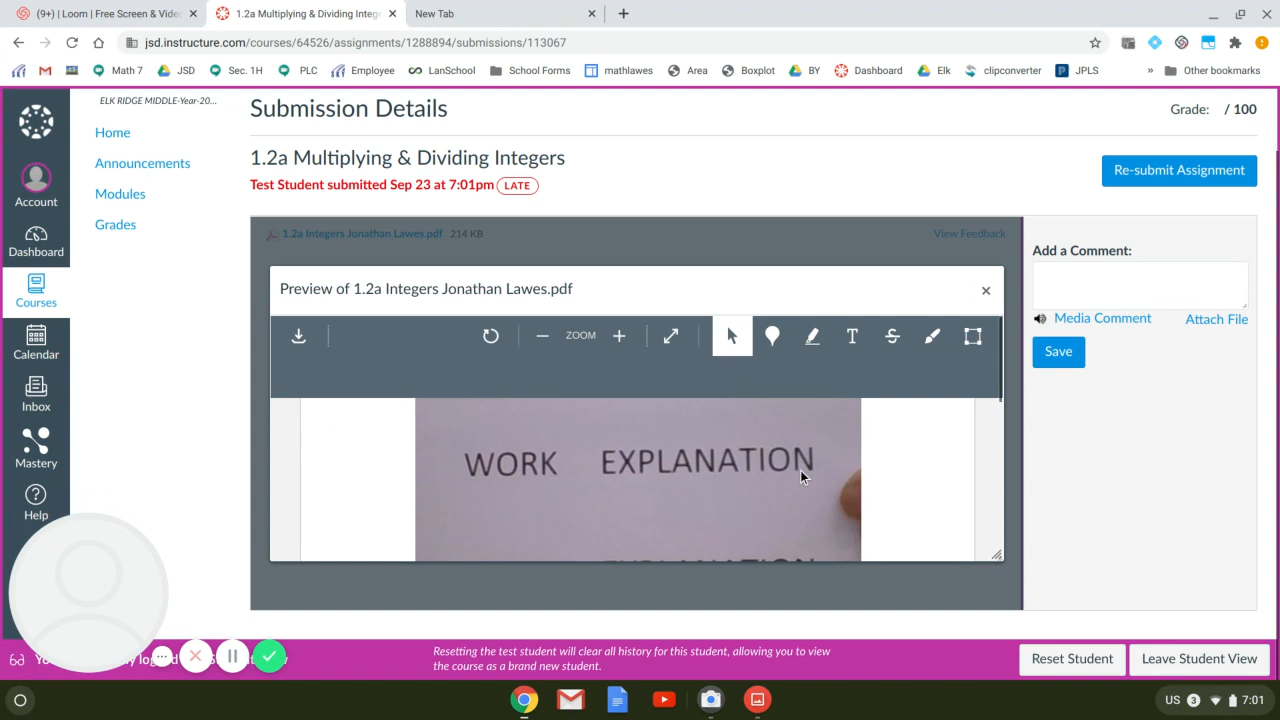 (9+) | Loom | Free Screen & Vide
1.2a Multiplying & Dividing Intege
New Tab
jsd.instructure.com/courses/64526/assignments/1288894/submissions/113067
Math 7
JSD
Sec. 1H
PLC
Employee
LanSchool
School Forms
mathlawes
Area
Boxplot
BY
Dashboard
Elk
clipconverter
JPLS
»
Other bookmarks
ELK RIDGE MIDDLE-Year-20...
Home
Announcements
Modules
Grades
Account
Dashboard
Courses
Calendar
Inbox
Mastery
Help
Submission Details
Grade: / 100
1.2a Multiplying & Dividing Integers
Test Student submitted Sep 23 at 7:01pm LATE
Re-submit Assignment
1.2a Integers Jonathan Lawes.pdf 214 KB
View Feedback
Preview of 1.2a Integers Jonathan Lawes.pdf
ZOOM
WORK EXPLANATION
EXPLANATION
Add a Comment:
Media Comment
Attach File
Save
Resetting the test student will clear all history for this student, allowing you to view
the course as a brand new student.
Reset Student
Leave Student View
US 3 7:01